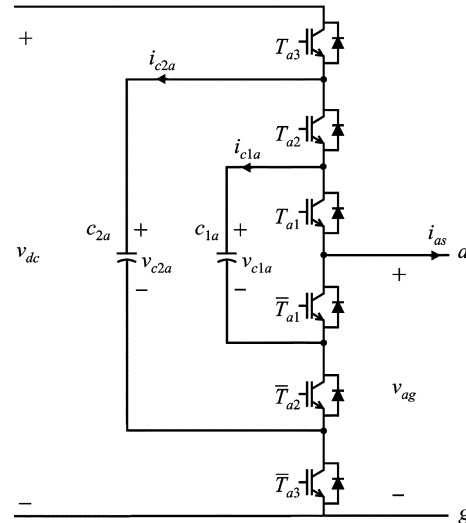 +
T_{a3}
i_{c2a}
T_{a2}
i_{c1a}
T_{a1}
c_{2a} + c_{1a} +
i_{as} a
v_{dc} v_{c2a} v_{c1a}
+
− −
\overline{T}_{a1}
\overline{T}_{a2} v_{ag}
\overline{T}_{a3}
− − g